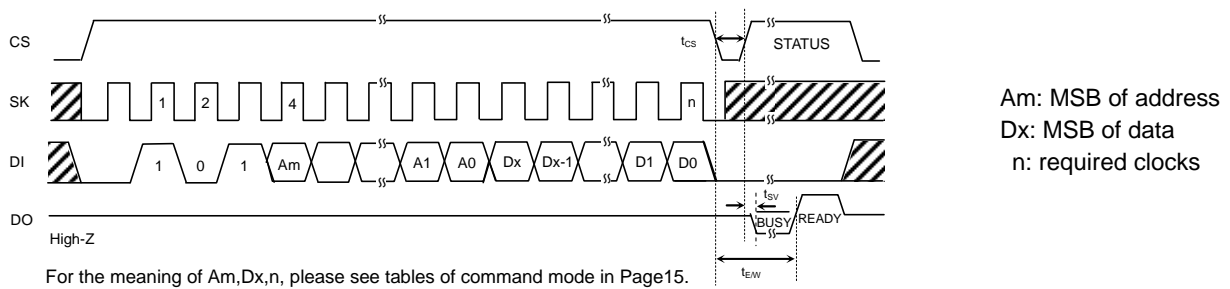 CS
tCS
STATUS
SK
1
2
4
n
DI
1
0
1
Am
A1
A0
Dx
Dx-1
D1
D0
tSV
DO
BUSY
READY
High-Z
tE/W
For the meaning of Am,Dx,n, please see tables of command mode in Page15.
Am: MSB of address
Dx: MSB of data
n: required clocks